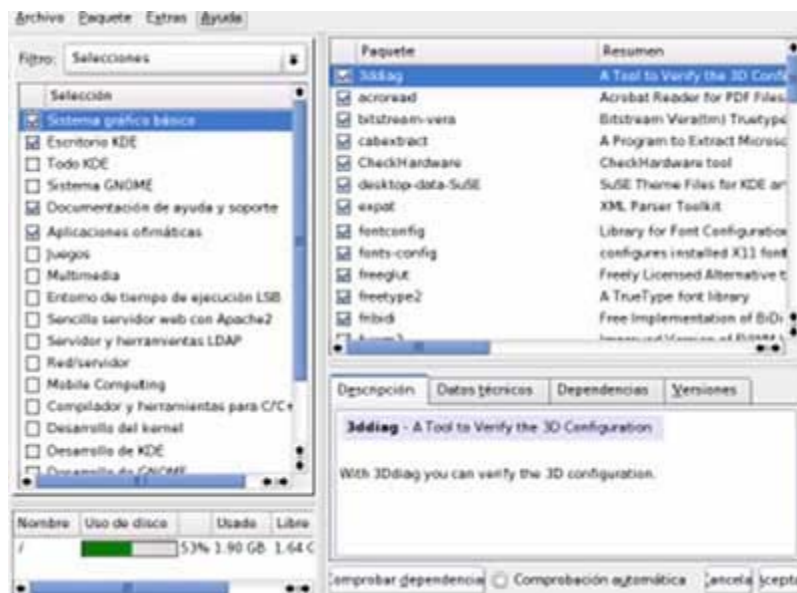 Archivo Paquete Extras Ayuda
Filtro: Selecciones
Selección
Sistema gráfico básico
Escritorio KDE
Todo KDE
Sistema GNOME
Documentación de ayuda y soporte
Aplicaciones ofimáticas
Juegos
Multimedia
Entorno de tiempo de ejecución LSB
Sencillo servidor web con Apache2
Servidor y herramientas LDAP
Red/servidor
Mobile Computing
Compilador y herramientas para C/C+
Desarrollo del kernel
Desarrollo de KDE
Desarrollo de GNOME
Nombre Uso de disco Usado Libre
/ 53% 1.90 GB 1.64 G
Paquete Resumen
3ddiag A Tool to Verify the 3D Confi
acroread Acrobat Reader for PDF Files
bitstream-vera Bitstream Vera(tm) Truetype
cabextract A Program to Extract Microso
CheckHardware CheckHardware tool
desktop-data-SuSE SuSE Theme Files for KDE an
expat XML Parser Toolkit
fontconfig Library for Font Configuration
fonts-config configures installed X11 font
freeglut Freely Licensed Alternative t
freetype2 A TrueType font library
fribidi Free Implementation of BiDi
Descripción Datos técnicos Dependencias Versiones
3ddiag - A Tool to Verify the 3D Configuration
With 3Ddiag you can verify the 3D configuration.
omprobar dependencia Comprobación automática Cancela Acepta